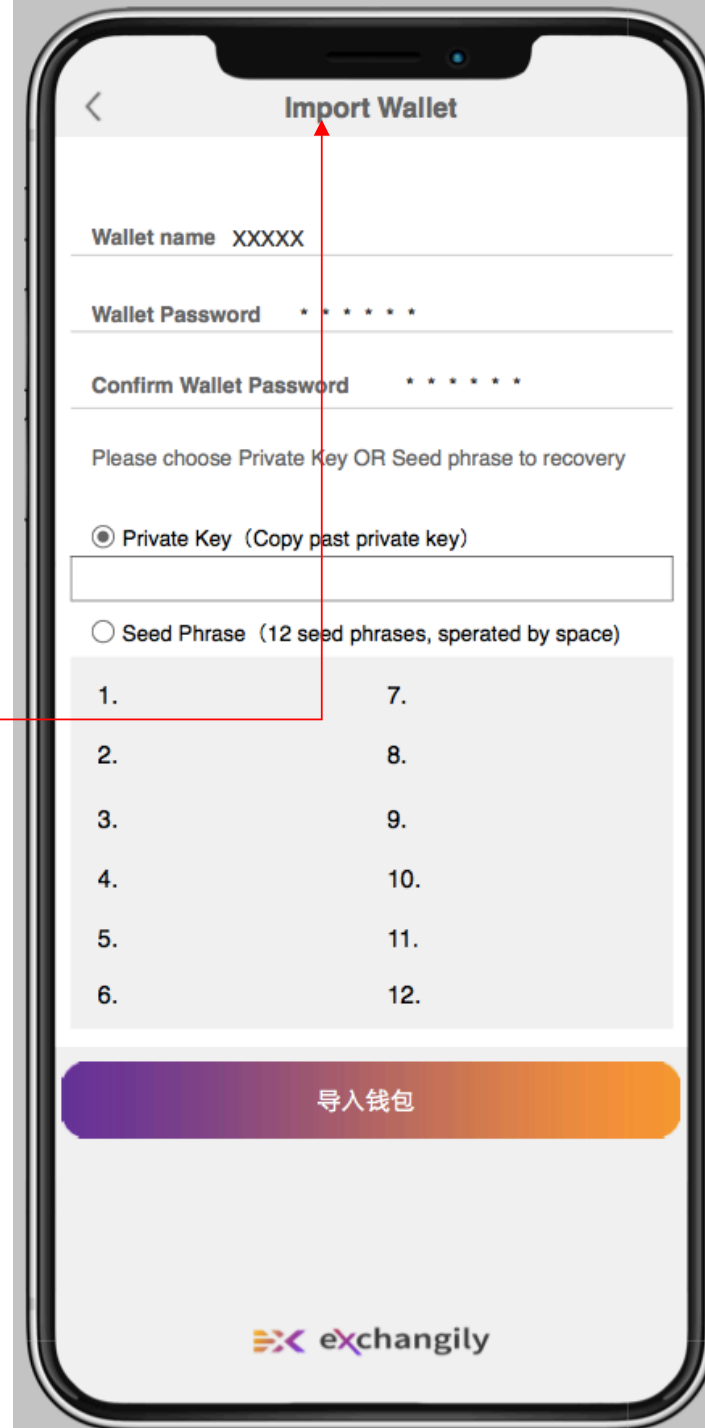 Import Wallet
Wallet name XXXXX
Wallet Password * * * * * *
Confirm Wallet Password * * * * * *
Please choose Private Key OR Seed phrase to recovery
Private Key（Copy past private key）
Seed Phrase（12 seed phrases, sperated by space)
1. 7.
2. 8.
3. 9.
4. 10.
5. 11.
6. 12.
导入钱包
exchangily